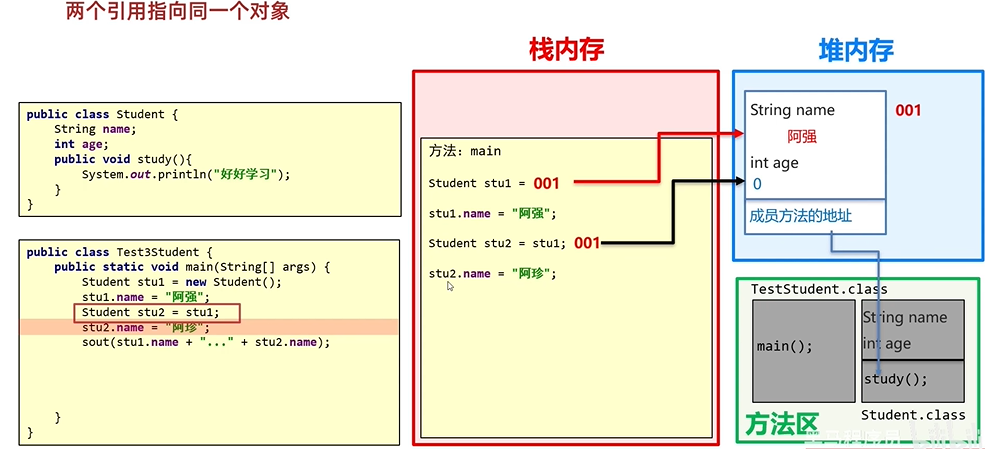 两个引用指向同一个对象
public class Student {
String name;
int age;
public void study(){
System.out.println("好好学习");
}
}
public class Test3Student {
public static void main(String[] args) {
Student stu1 = new Student();
stu1.name = "阿强";
Student stu2 = stu1;
stu2.name = "阿珍";
sout(stu1.name + "..." + stu2.name);
}
}
栈内存
方法：main
Student stu1 = 001
stu1.name = "阿强";
Student stu2 = stu1; 001
stu2.name = "阿珍";
堆内存
String name
001
阿强
int age
0
成员方法的地址
TestStudent.class
main();
String name
int age
study();
Student.class
方法区